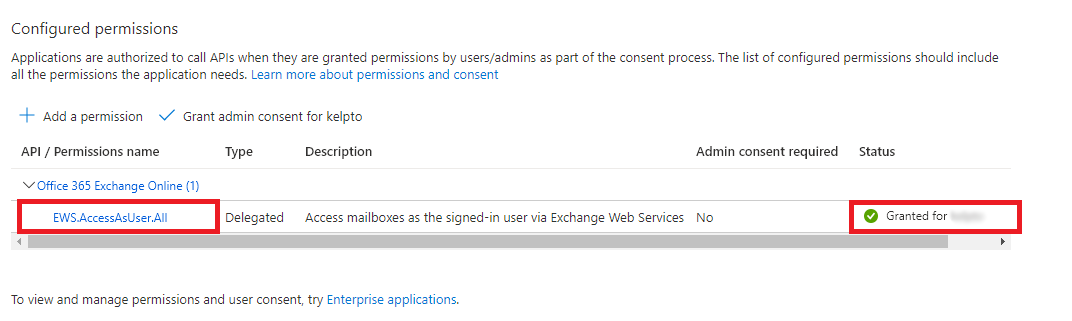 Configured permissions
Applications are authorized to call APIs when they are granted permissions by users/admins as part of the consent process. The list of configured permissions should include
all the permissions the application needs. Learn more about permissions and consent
Add a permission Grant admin consent for kelpto
API / Permissions name Type Description Admin consent required Status
Office 365 Exchange Online (1)
EWS.AccessAsUser.All Delegated Access mailboxes as the signed-in user via Exchange Web Services No Granted for
To view and manage permissions and user consent, try Enterprise applications.